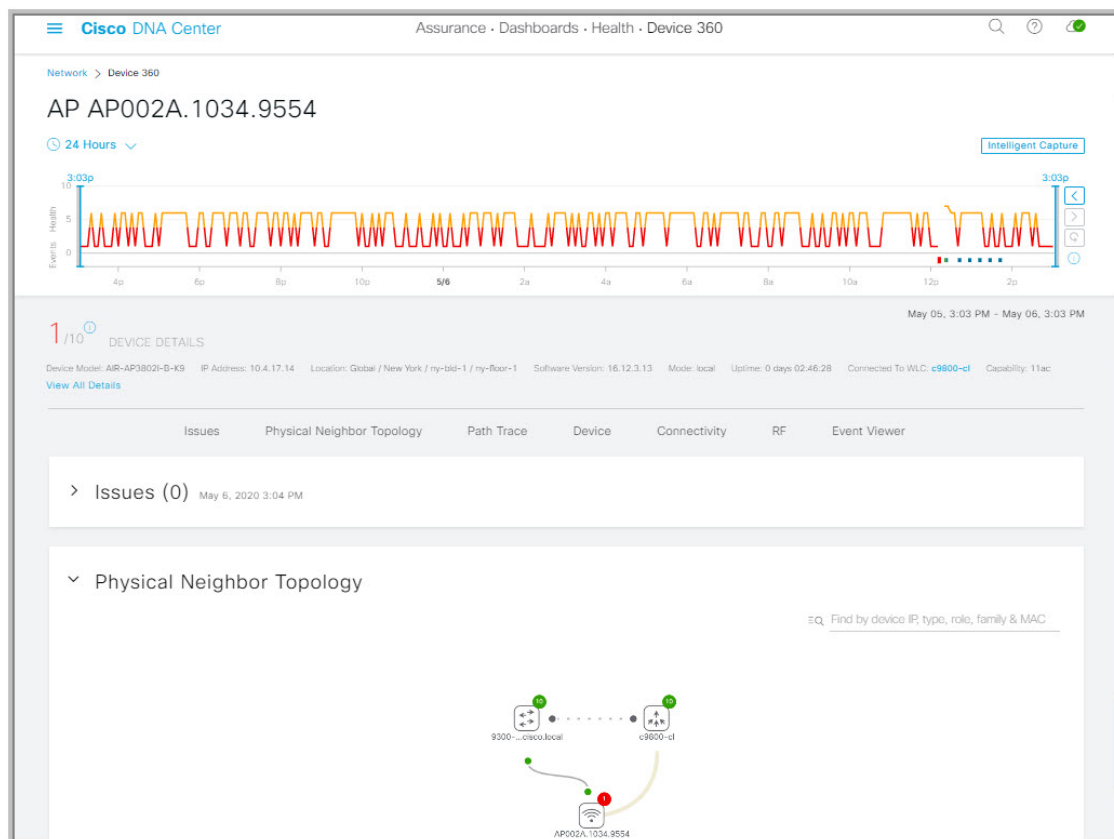 Cisco DNA Center
Assurance · Dashboards · Health · Device 360
Network > Device 360
AP AP002A.1034.9554
24 Hours
Intelligent Capture
3:03p 3:03p
10
5
0
Health
Events
4p 6p 8p 10p 5/6 2a 4a 6a 8a 10a 12p 2p
May 05, 3:03 PM - May 06, 3:03 PM
1/10 DEVICE DETAILS
Device Model: AIR-AP3802I-B-K9 IP Address: 10.4.17.14 Location: Global / New York / ny-bld-1 / ny-floor-1 Software Version: 16.12.3.13 Mode: local Uptime: 0 days 02:46:28 Connected To WLC: c9800-cl Capability: 11ac
View All Details
Issues Physical Neighbor Topology Path Trace Device Connectivity RF Event Viewer
Issues (0) May 6, 2020 3:04 PM
Physical Neighbor Topology
Find by device IP, type, role, family & MAC
10 10
9300-...cisco.local c9800-cl
1
AP002A.1034.9554